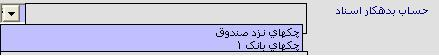 حساب بدهکار اسناد
چکهاي نزد صندوق
چکهاي بانک ۱